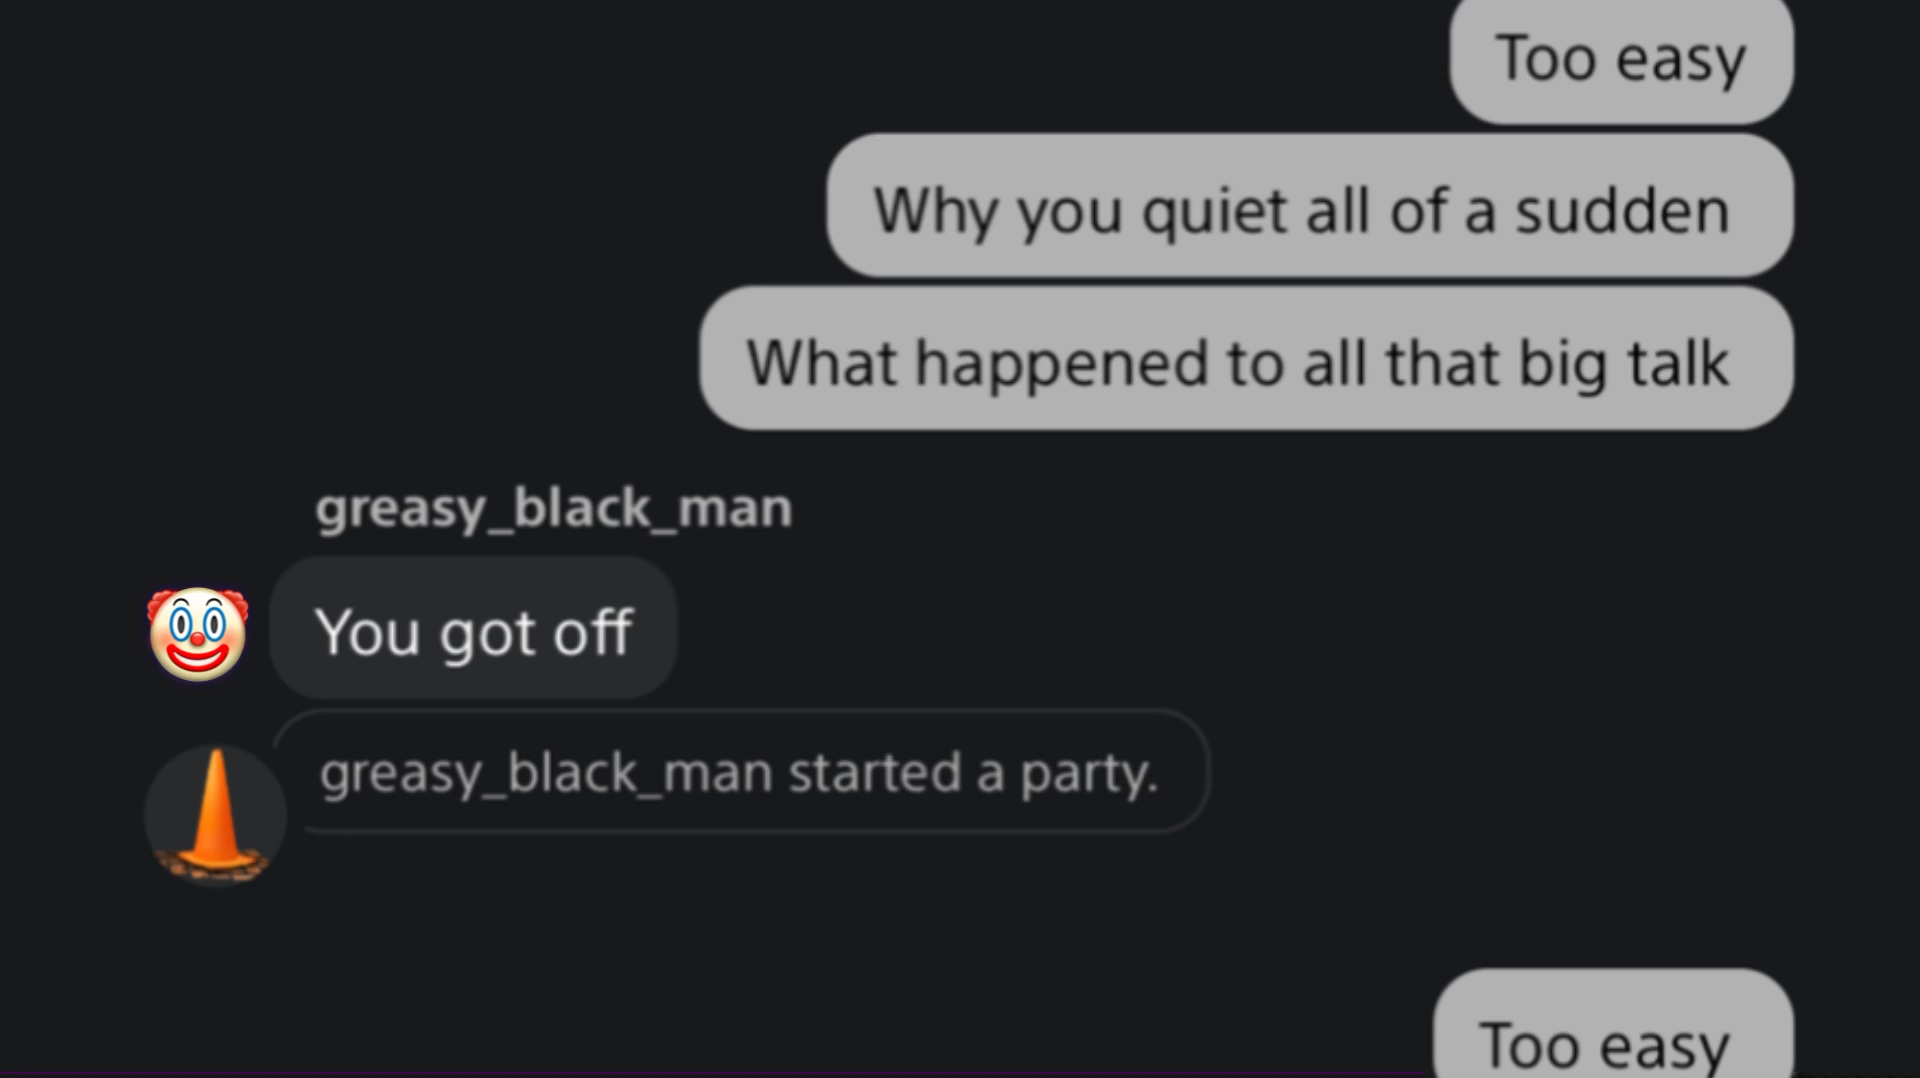 Too easy
Why you quiet all of a sudden
What happened to all that big talk
greasy_black_man
You got off
greasy_black_man started a party.
Too easy